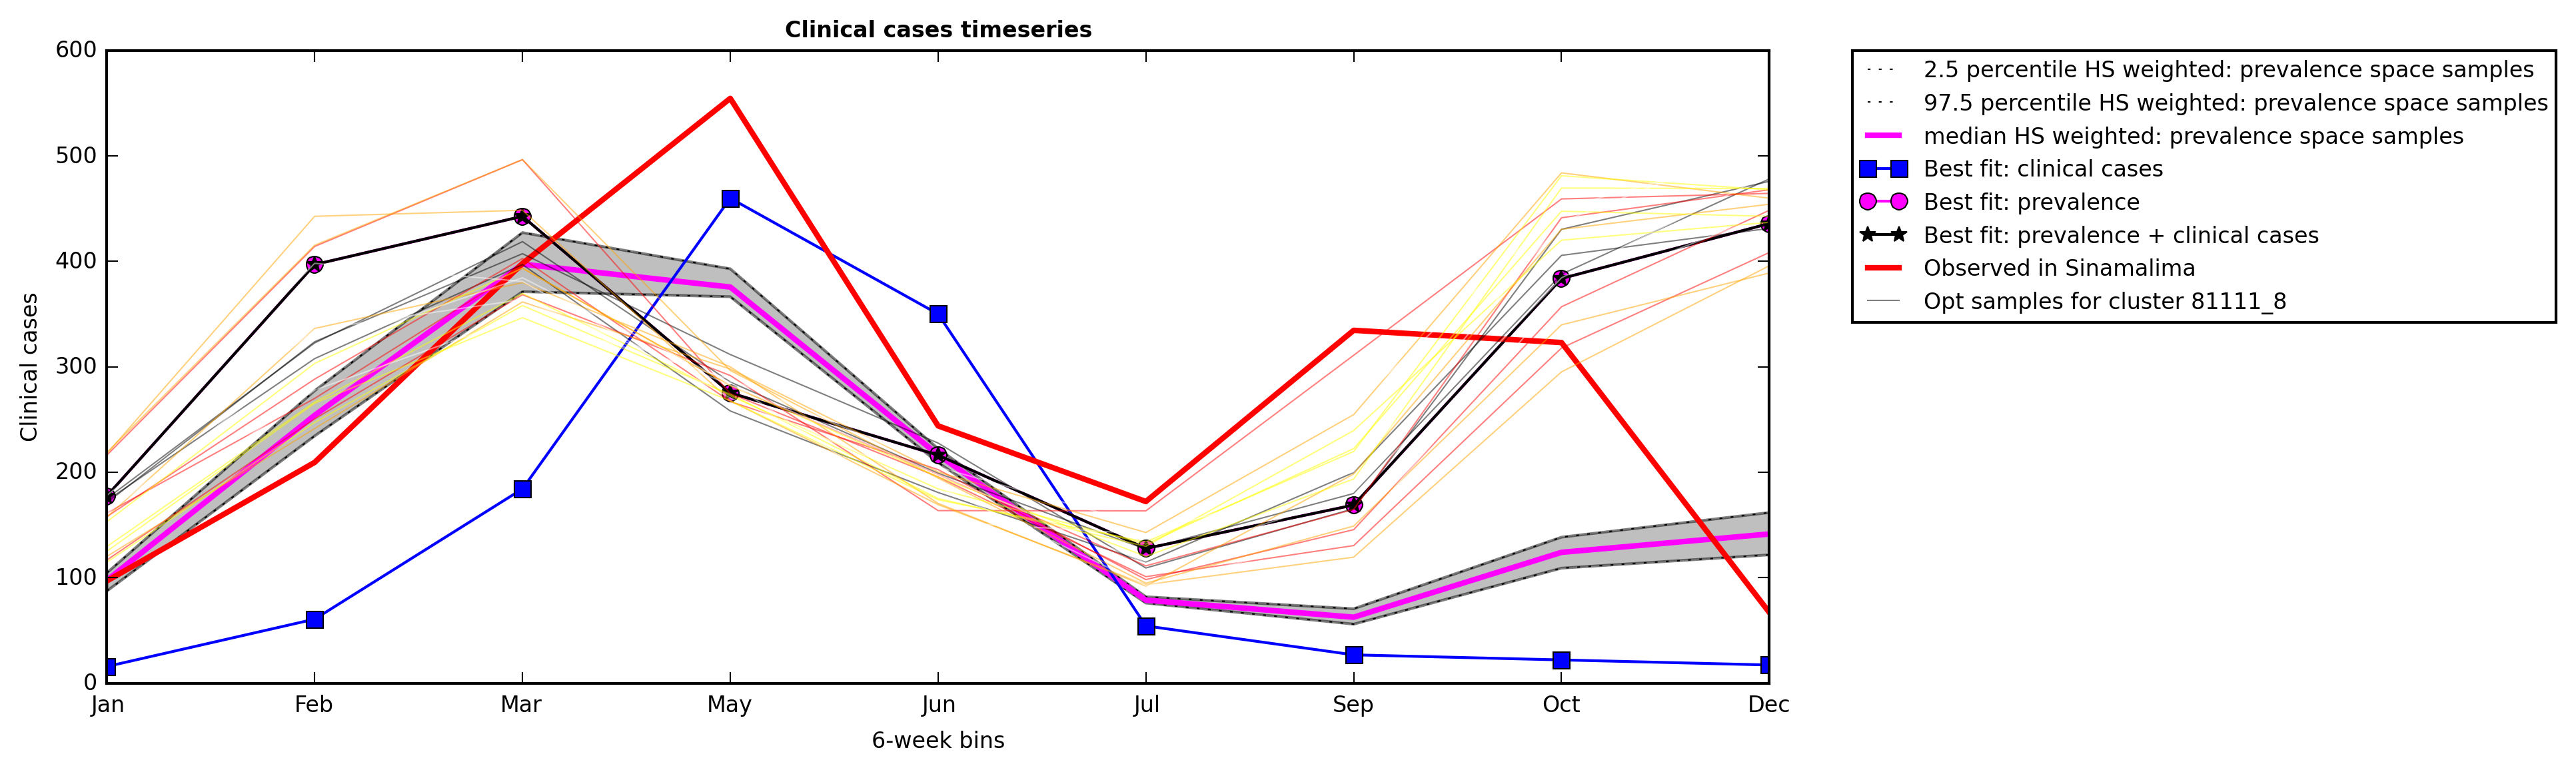 Clinical cases timeseries
600
500
400
300
200
100
0
Clinical cases
Jan Feb Mar May Jun Jul Sep Oct Dec
6-week bins
2.5 percentile HS weighted: prevalence space samples
97.5 percentile HS weighted: prevalence space samples
median HS weighted: prevalence space samples
Best fit: clinical cases
Best fit: prevalence
Best fit: prevalence + clinical cases
Observed in Sinamalima
Opt samples for cluster 81111_8